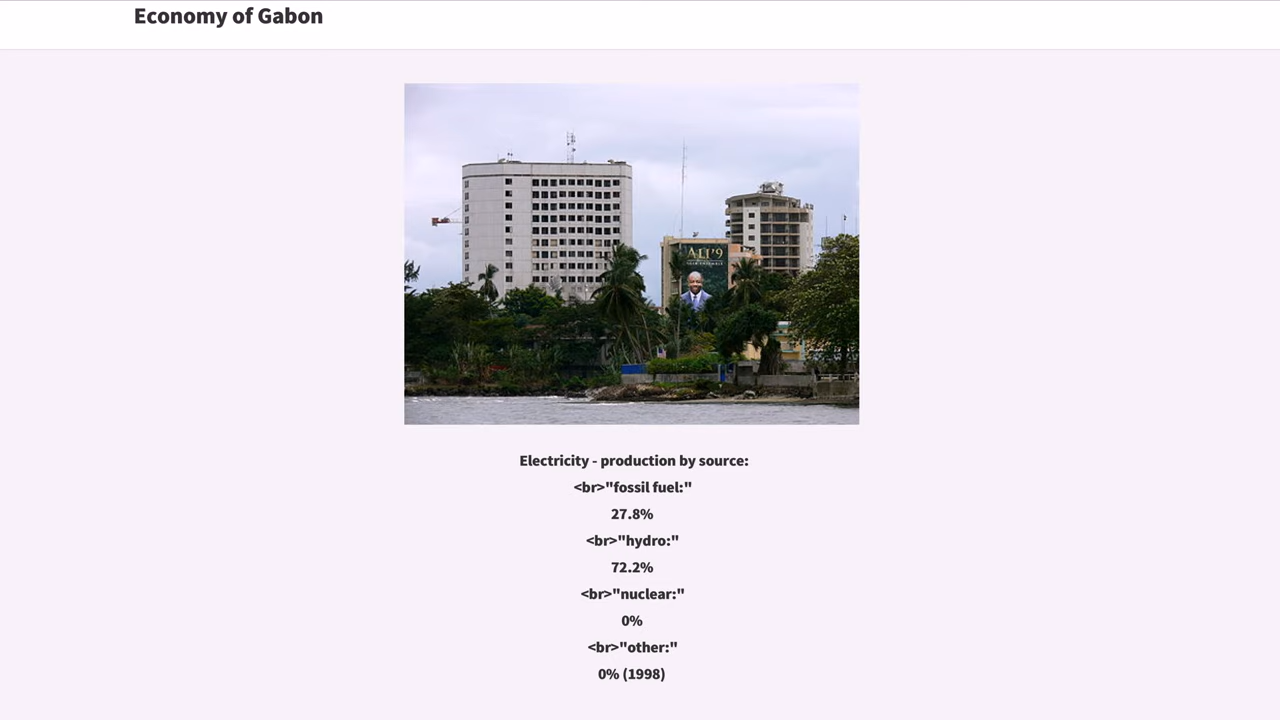 Economy of Gabon
ALI'9
Electricity - production by source:
<br>"fossil fuel:"
27.8%
<br>"hydro:"
72.2%
<br>"nuclear:"
0%
<br>"other:"
0% (1998)